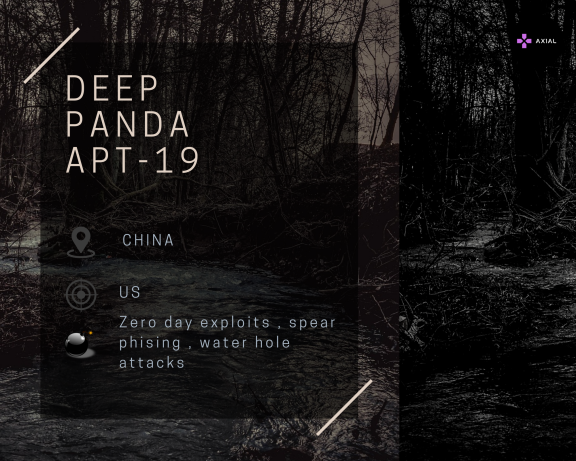 AXIAL
DEEP
PANDA
APT-19
CHINA
US
Zero day exploits , spear
phising , water hole
attacks